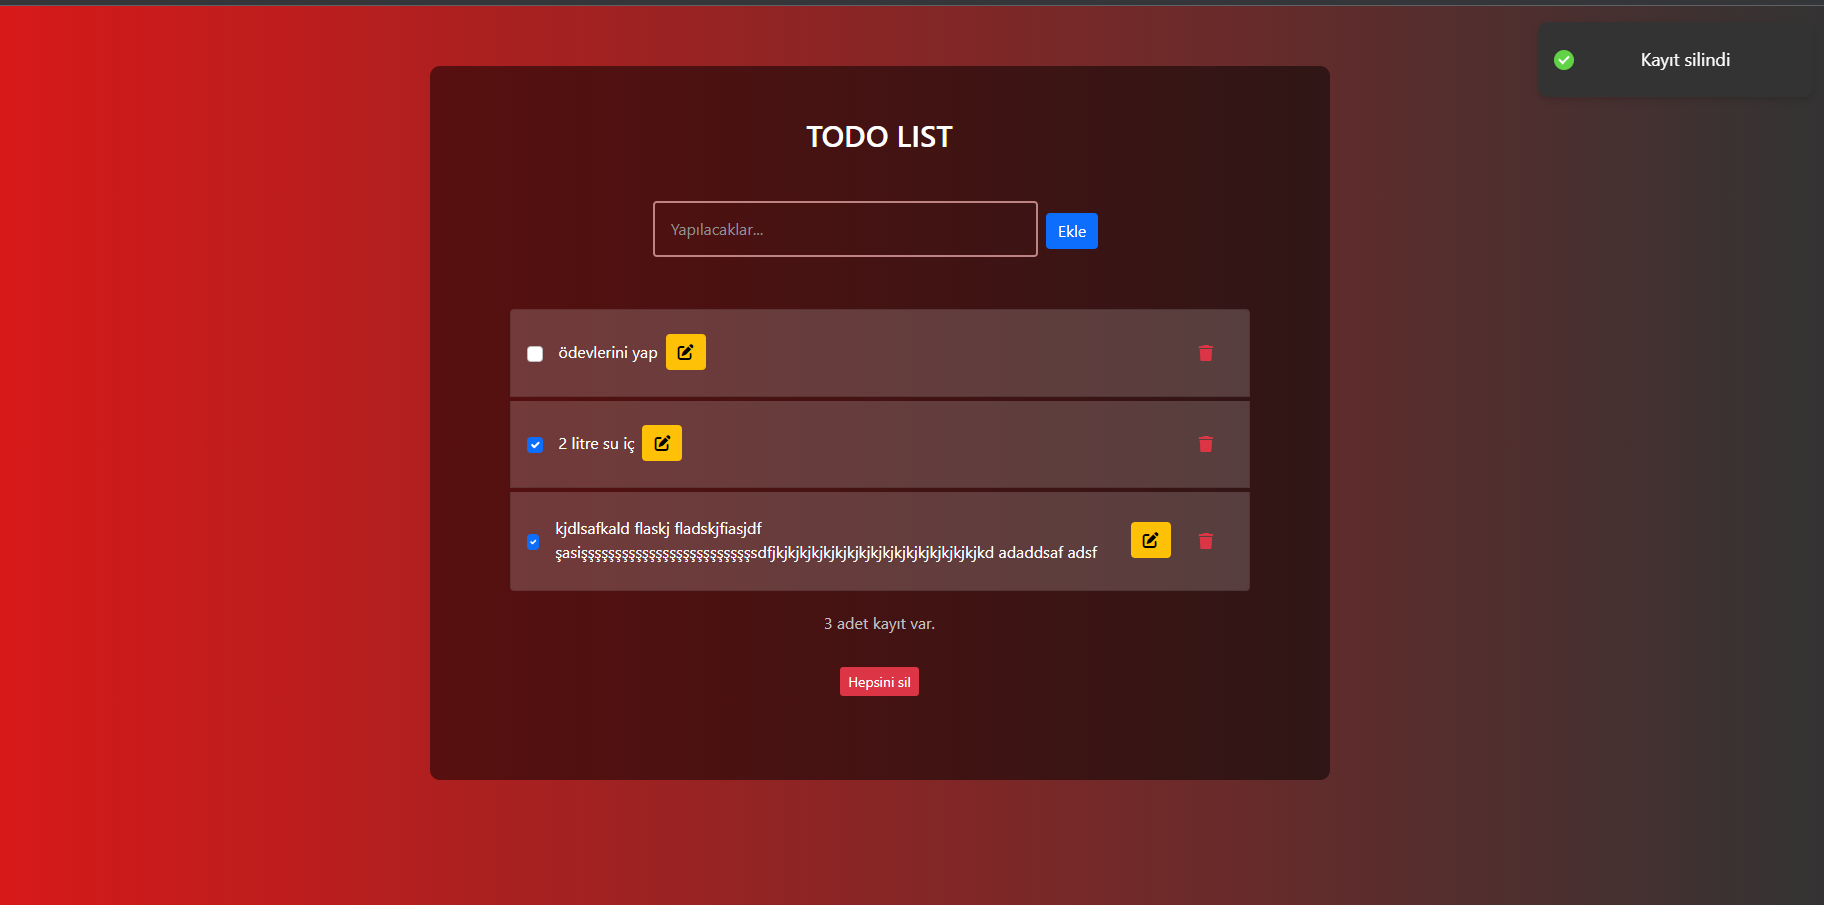 Kayıt silindi
TODO LIST
Yapılacaklar...
Ekle
ödevlerini yap
2 litre su iç
kjdlsafkald flaskj fladskjfiasjdf
şasişşşşşşşşşşşşşşşşşşşşşşşşşsdfjkjkjkjkjkjkjkjkjkjkjkjkjkjkjkjkjkjkd adaddsaf adsf
3 adet kayıt var.
Hepsini sil